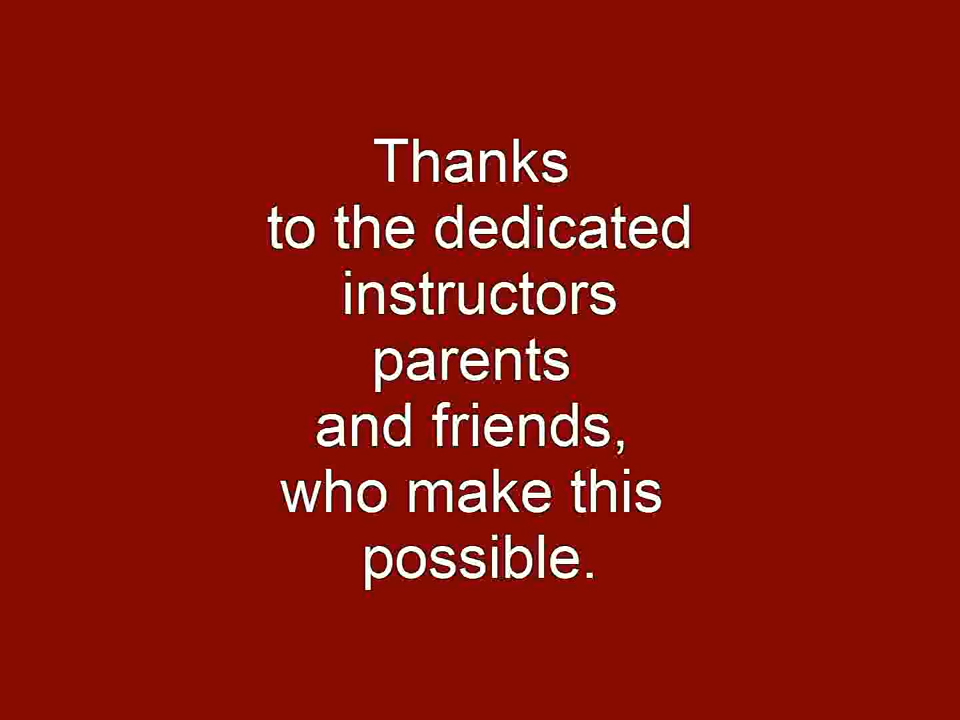 Thanks
to the dedicated
instructors
parents
and friends,
who make this
possible.